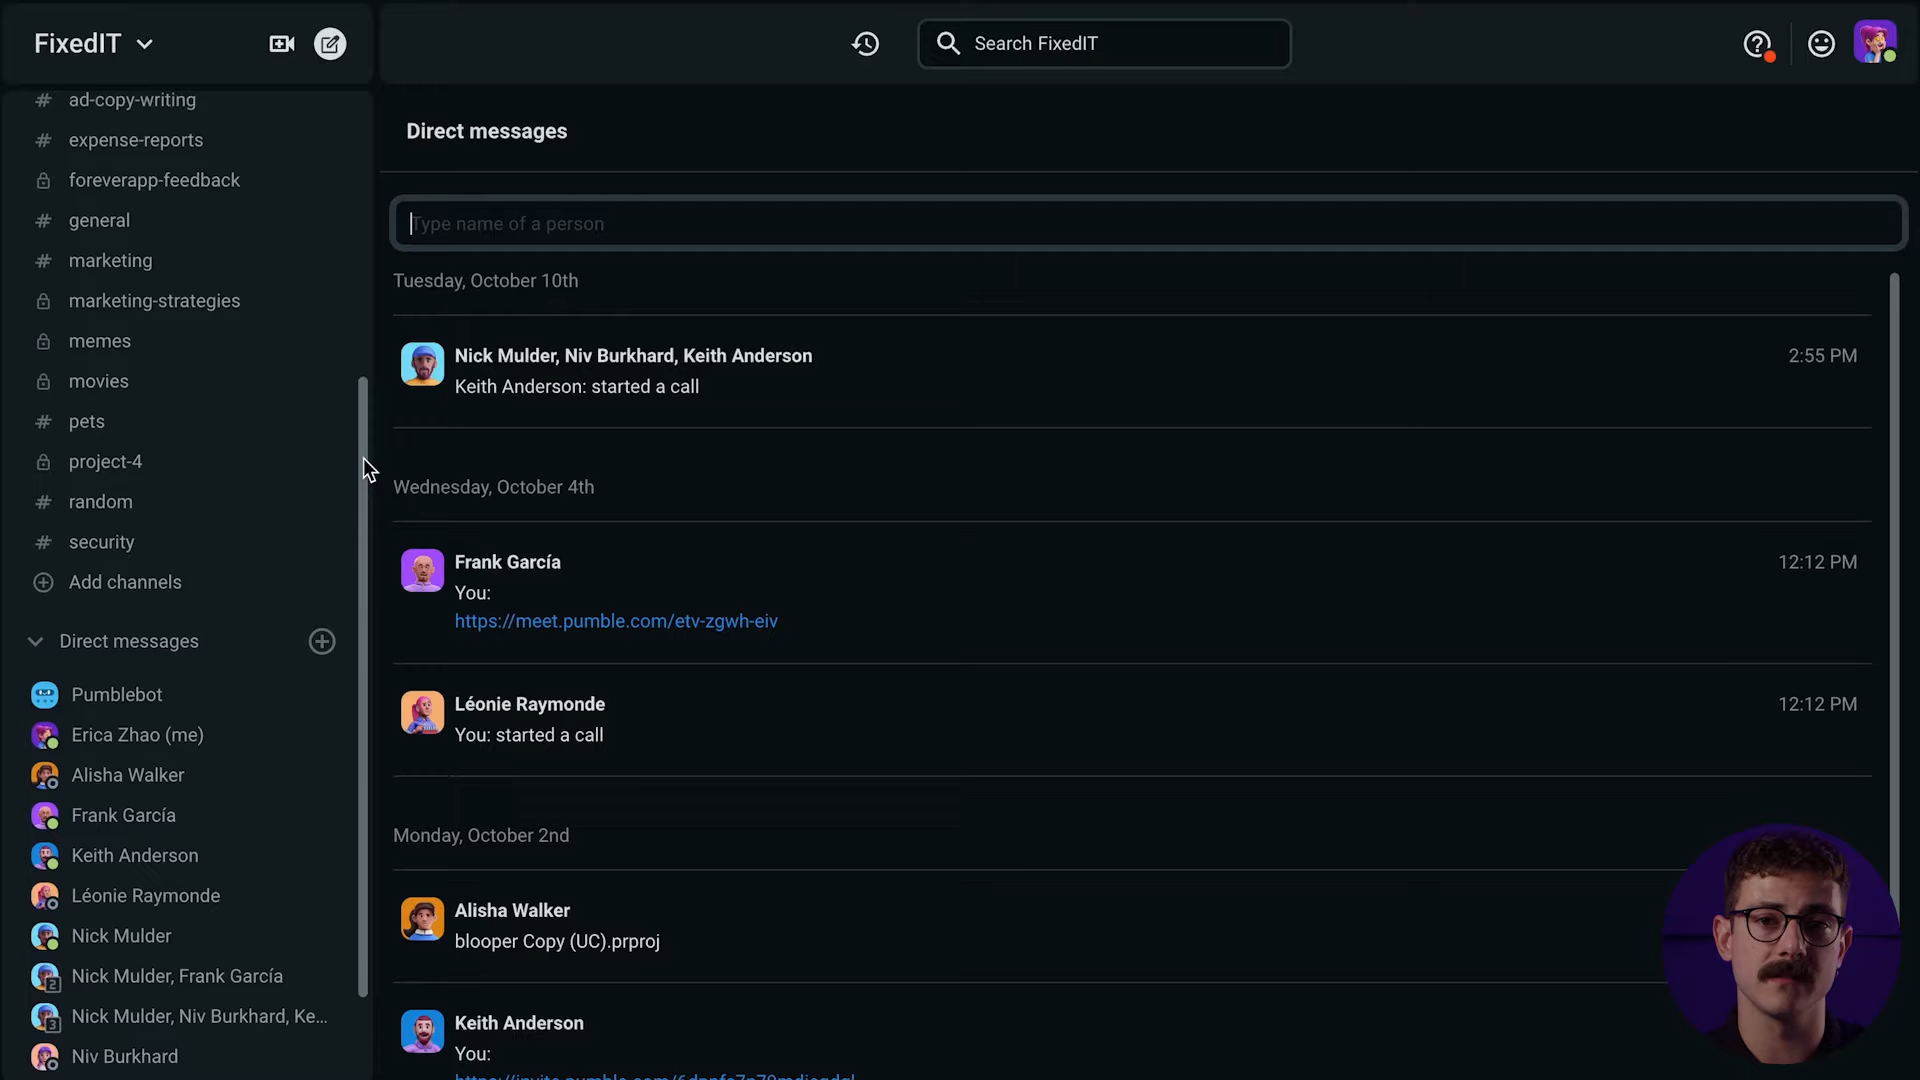 FixedIT
Search FixedIT
ad-copy-writing
expense-reports
foreverapp-feedback
general
marketing
marketing-strategies
memes
movies
pets
project-4
random
security
Add channels
Direct messages
Pumblebot
Erica Zhao (me)
Alisha Walker
Frank García
Keith Anderson
Léonie Raymonde
Nick Mulder
2
Nick Mulder, Frank García
3
Nick Mulder, Niv Burkhard, Ke...
Niv Burkhard
Direct messages
Type name of a person
Tuesday, October 10th
Nick Mulder, Niv Burkhard, Keith Anderson 2:55 PM
Keith Anderson: started a call
Wednesday, October 4th
Frank García 12:12 PM
You:
https://meet.pumble.com/etv-zgwh-eiv
Léonie Raymonde 12:12 PM
You: started a call
Monday, October 2nd
Alisha Walker
blooper Copy (UC).prproj
Keith Anderson
You: